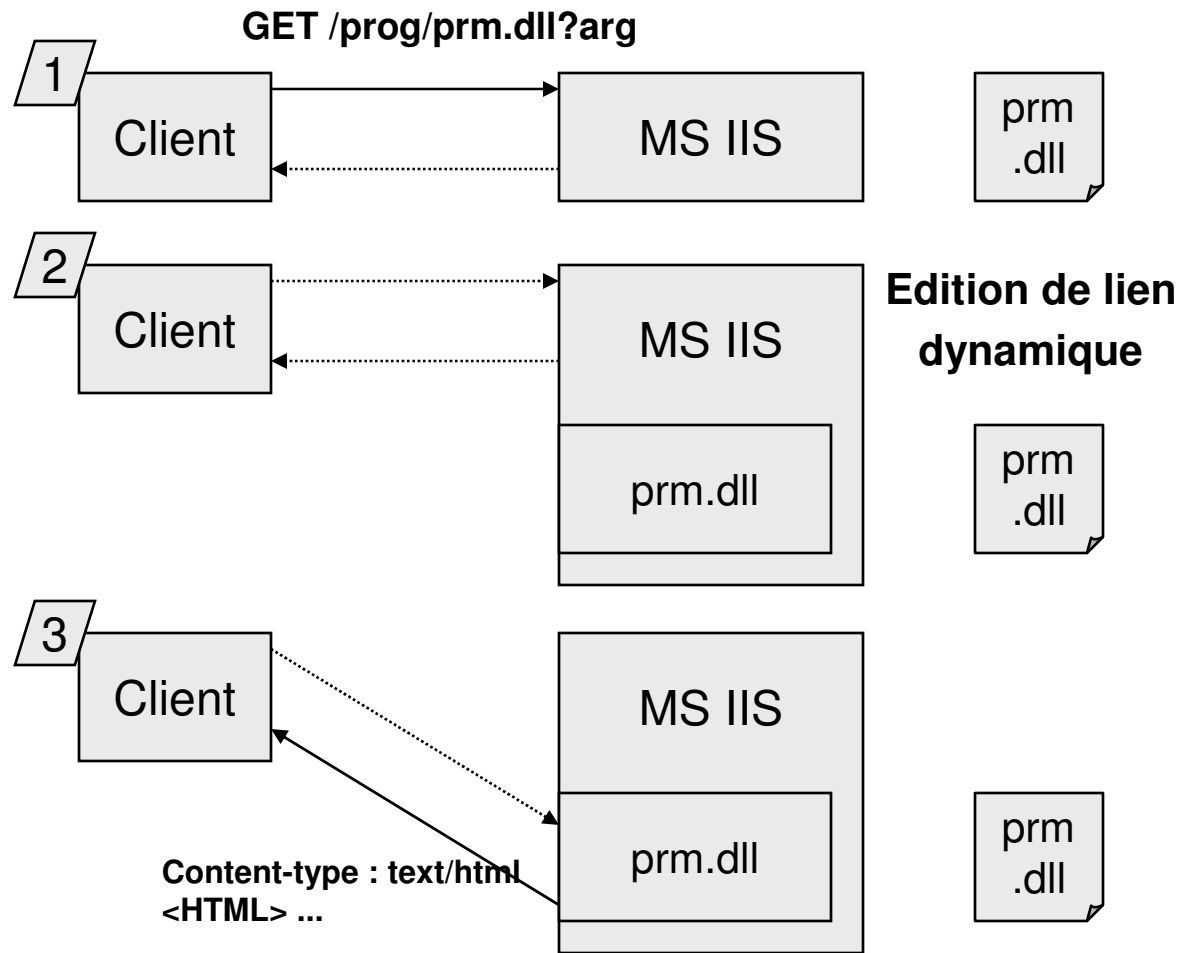 GET /prog/prm.dll?arg
1
Client
MS IIS
prm
.dll
2
Client
MS IIS
Edition de lien
dynamique
prm.dll
prm
.dll
3
Client
MS IIS
prm.dll
prm
.dll
Content-type : text/html
<HTML> ...